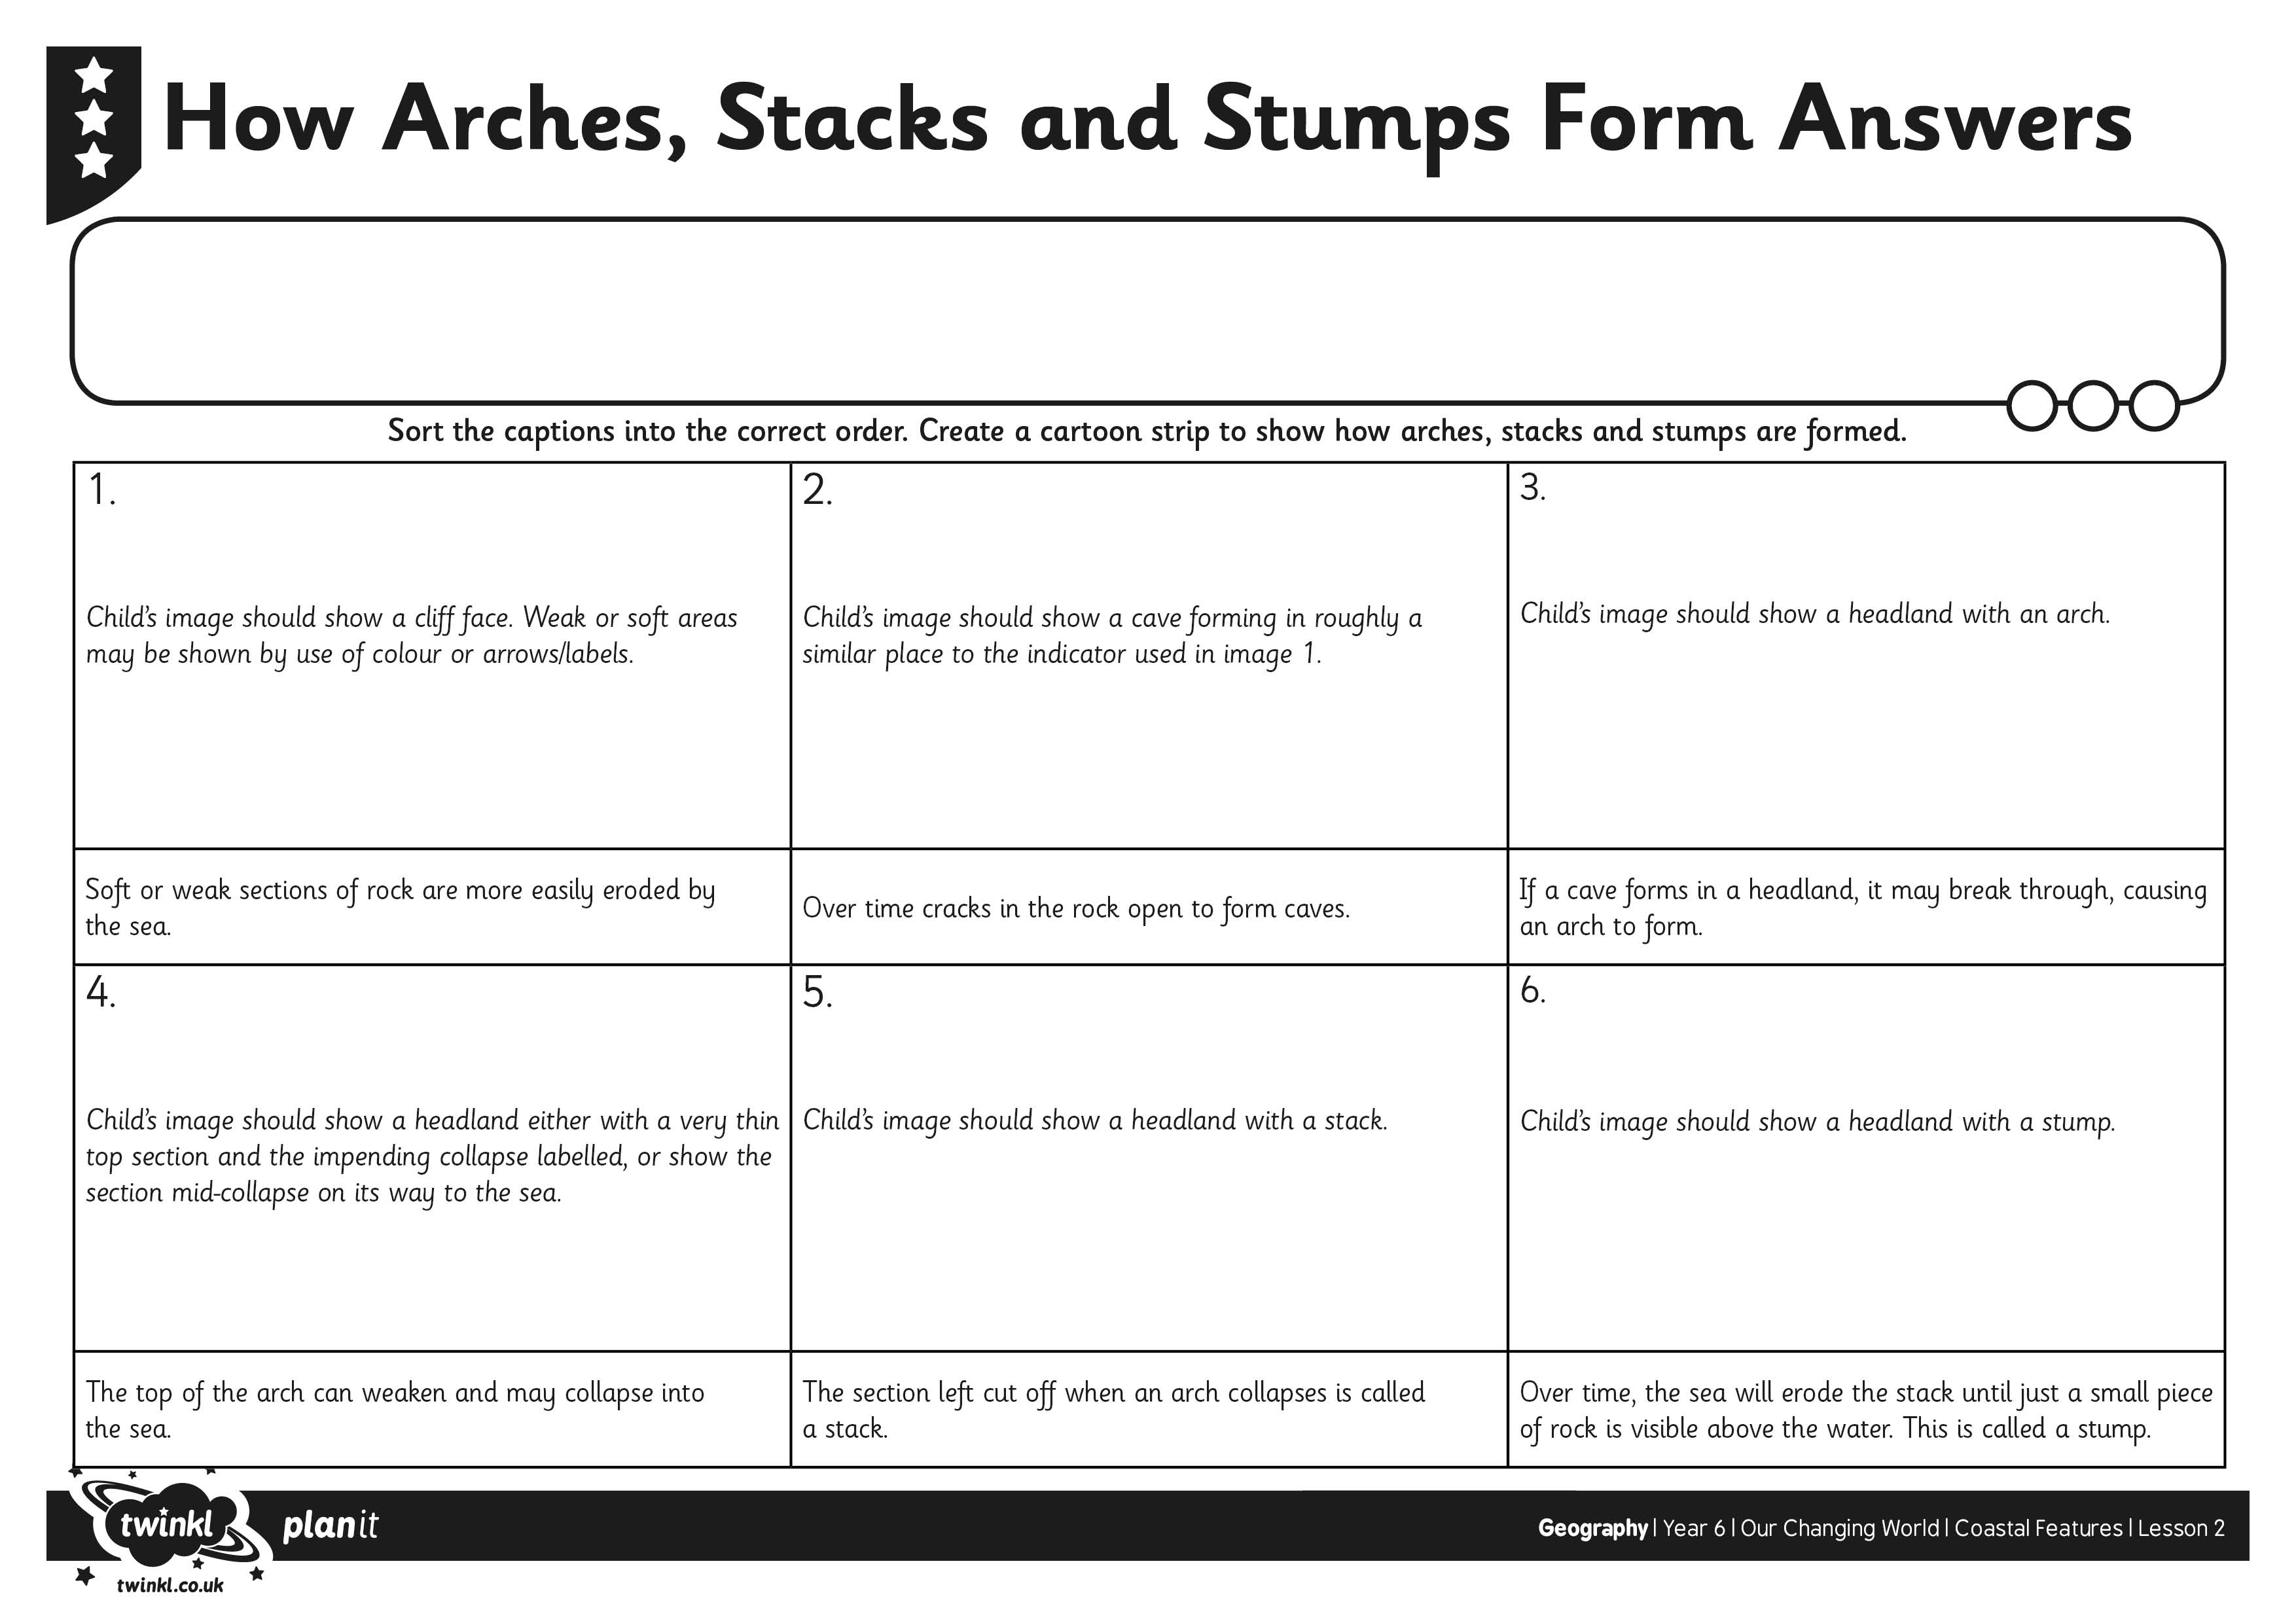 How Arches, Stacks and Stumps Form Answers
Sort the captions into the correct order. Create a cartoon strip to show how arches, stacks and stumps are formed.
1.
Child's image should show a cliff face. Weak or soft areas
may be shown by use of colour or arrows/labels.
2.
Child's image should show a cave forming in roughly a
similar place to the indicator used in image 1.
3.
Child's image should show a headland with an arch.
Soft or weak sections of rock are more easily eroded by
the sea.
Over time cracks in the rock open to form caves.
If a cave forms in a headland, it may break through, causing
an arch to form.
4.
Child's image should show a headland either with a very thin
top section and the impending collapse labelled, or show the
section mid-collapse on its way to the sea.
5.
Child's image should show a headland with a stack.
6.
Child's image should show a headland with a stump.
The top of the arch can weaken and may collapse into
the sea.
The section left cut off when an arch collapses is called
a stack.
Over time, the sea will erode the stack until just a small piece
of rock is visible above the water. This is called a stump.
twinkl
planit
Geography | Year 6 | Our Changing World | Coastal Features | Lesson 2
twinkl.co.uk